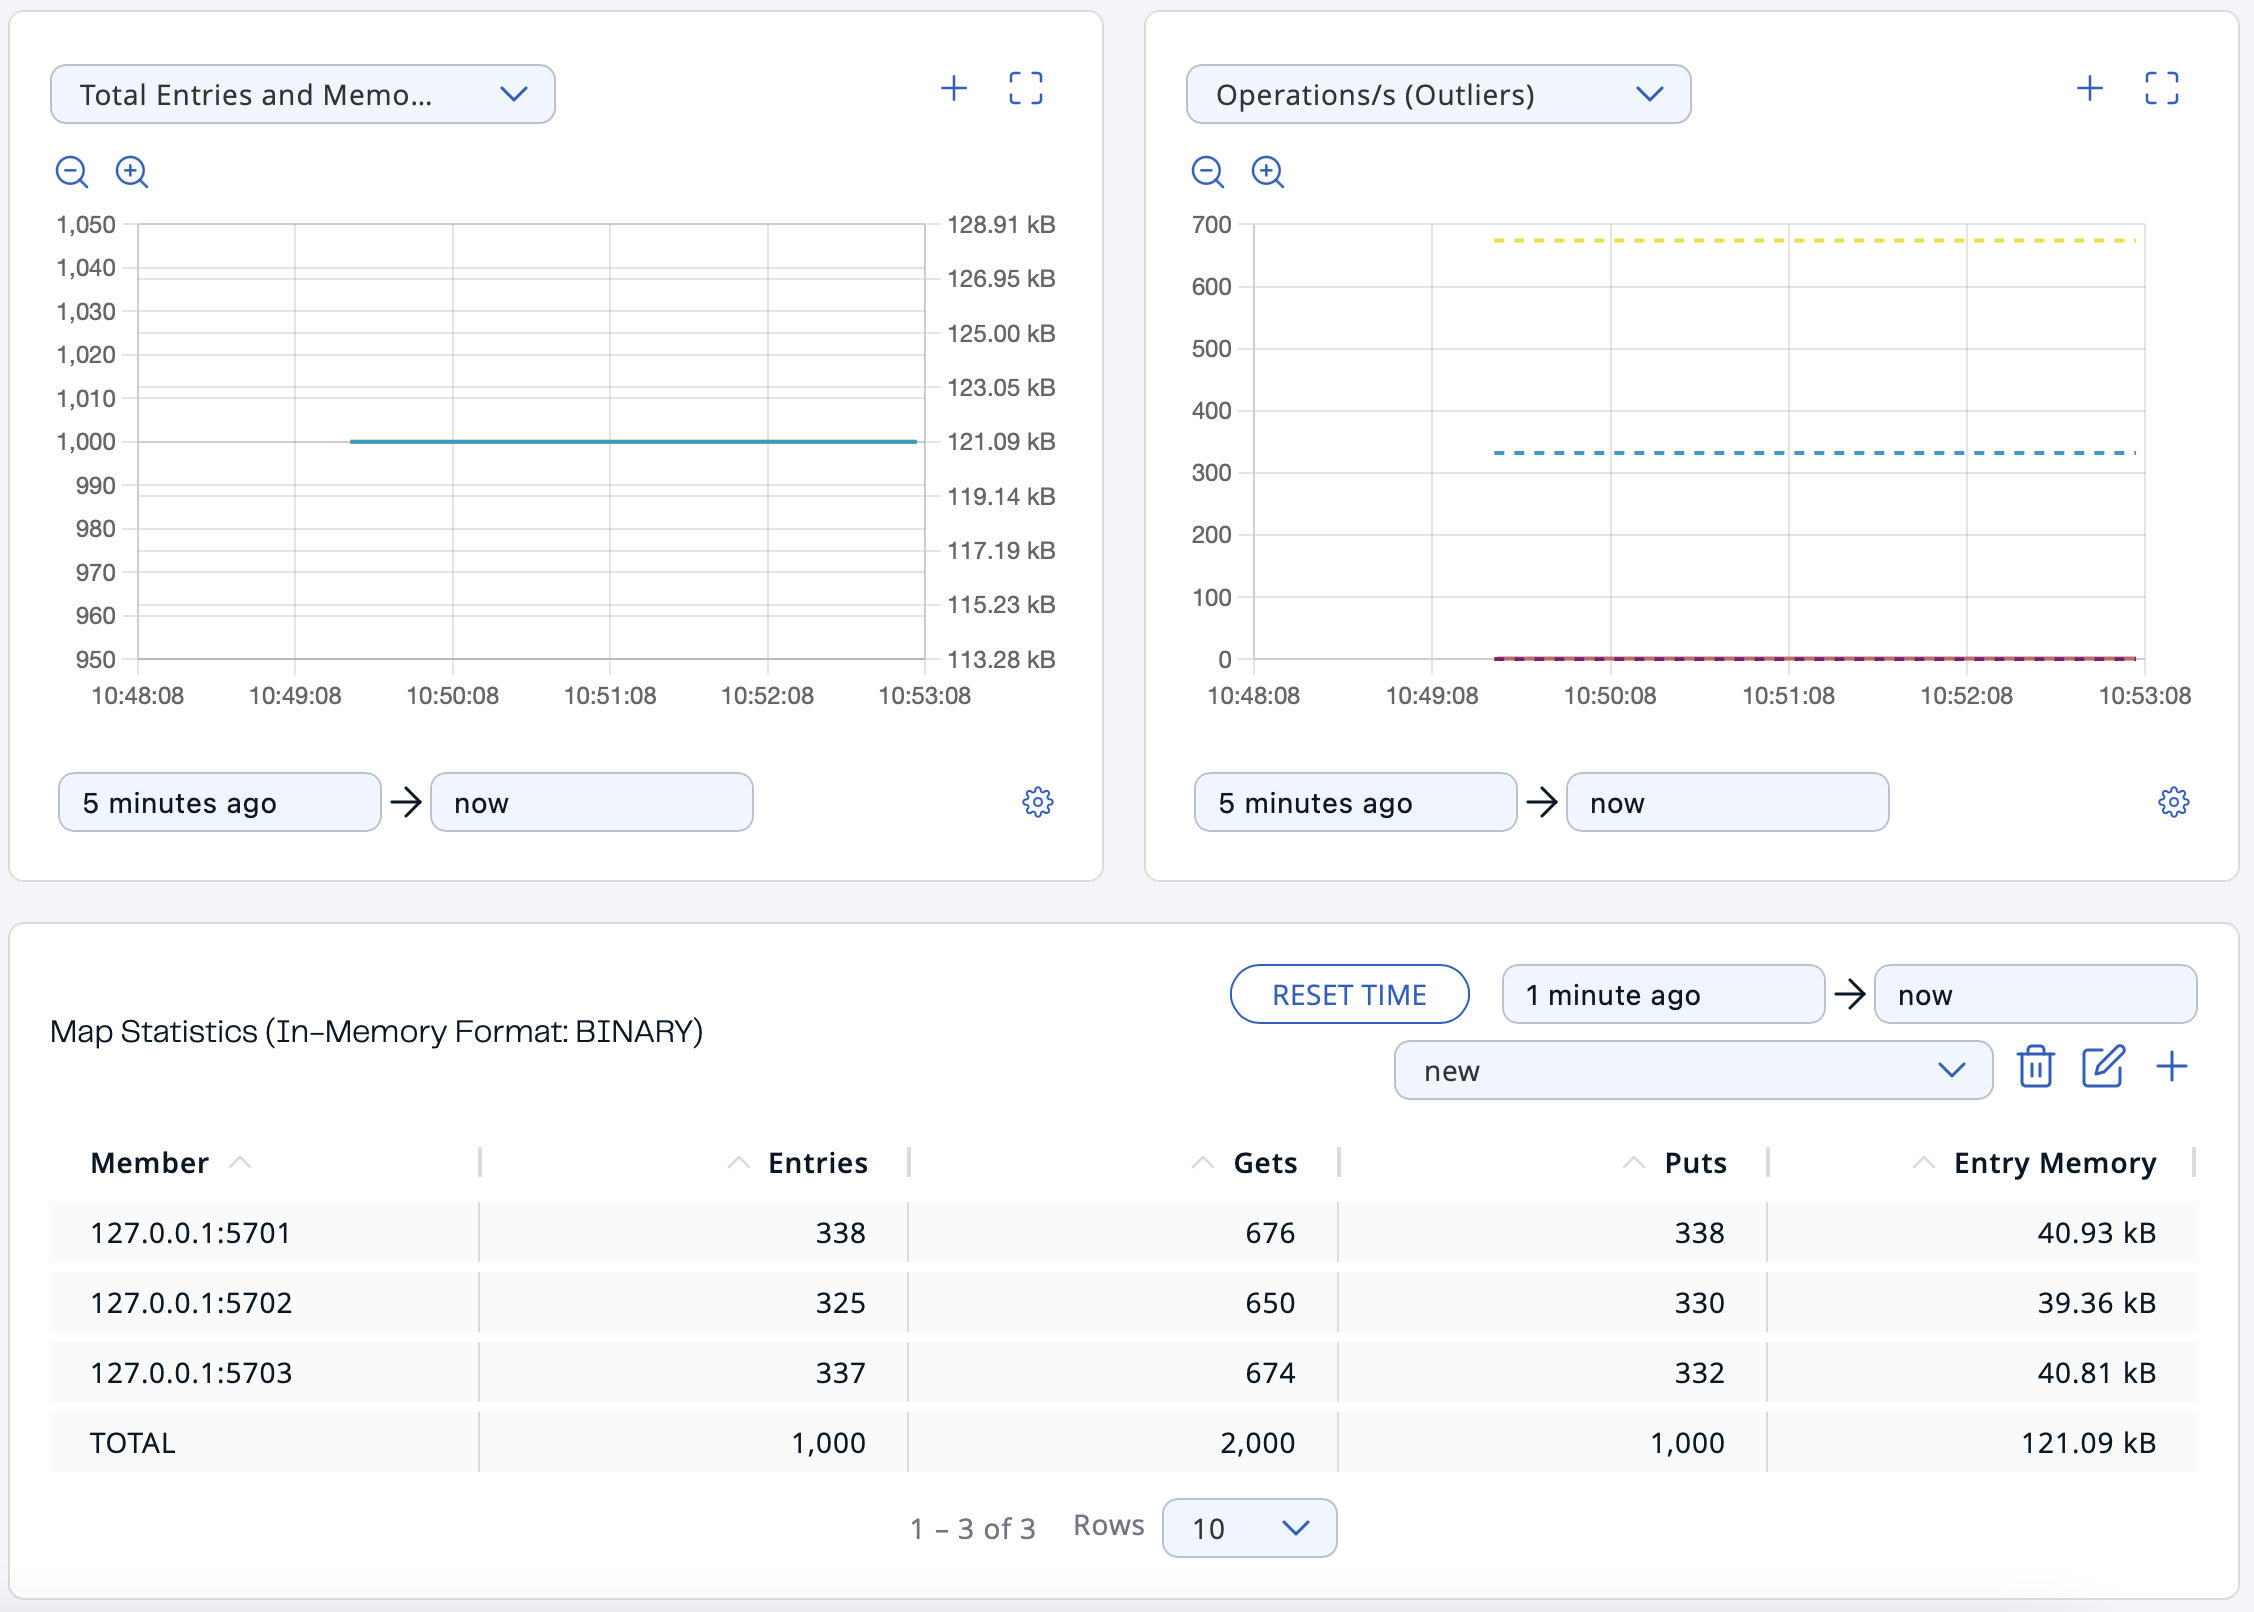 Total Entries and Memo...
1,050
1,040
1,030
1,020
1,010
1,000
990
980
970
960
950
128.91 kB
126.95 kB
125.00 kB
123.05 kB
121.09 kB
119.14 kB
117.19 kB
115.23 kB
113.28 kB
10:48:08 10:49:08 10:50:08 10:51:08 10:52:08 10:53:08
5 minutes ago → now
Operations/s (Outliers)
700
600
500
400
300
200
100
0
10:48:08 10:49:08 10:50:08 10:51:08 10:52:08 10:53:08
5 minutes ago → now
Map Statistics (In-Memory Format: BINARY)
RESET TIME 1 minute ago → now
new
Member Entries Gets Puts Entry Memory
127.0.0.1:5701 338 676 338 40.93 kB
127.0.0.1:5702 325 650 330 39.36 kB
127.0.0.1:5703 337 674 332 40.81 kB
TOTAL 1,000 2,000 1,000 121.09 kB
1 – 3 of 3 Rows 10